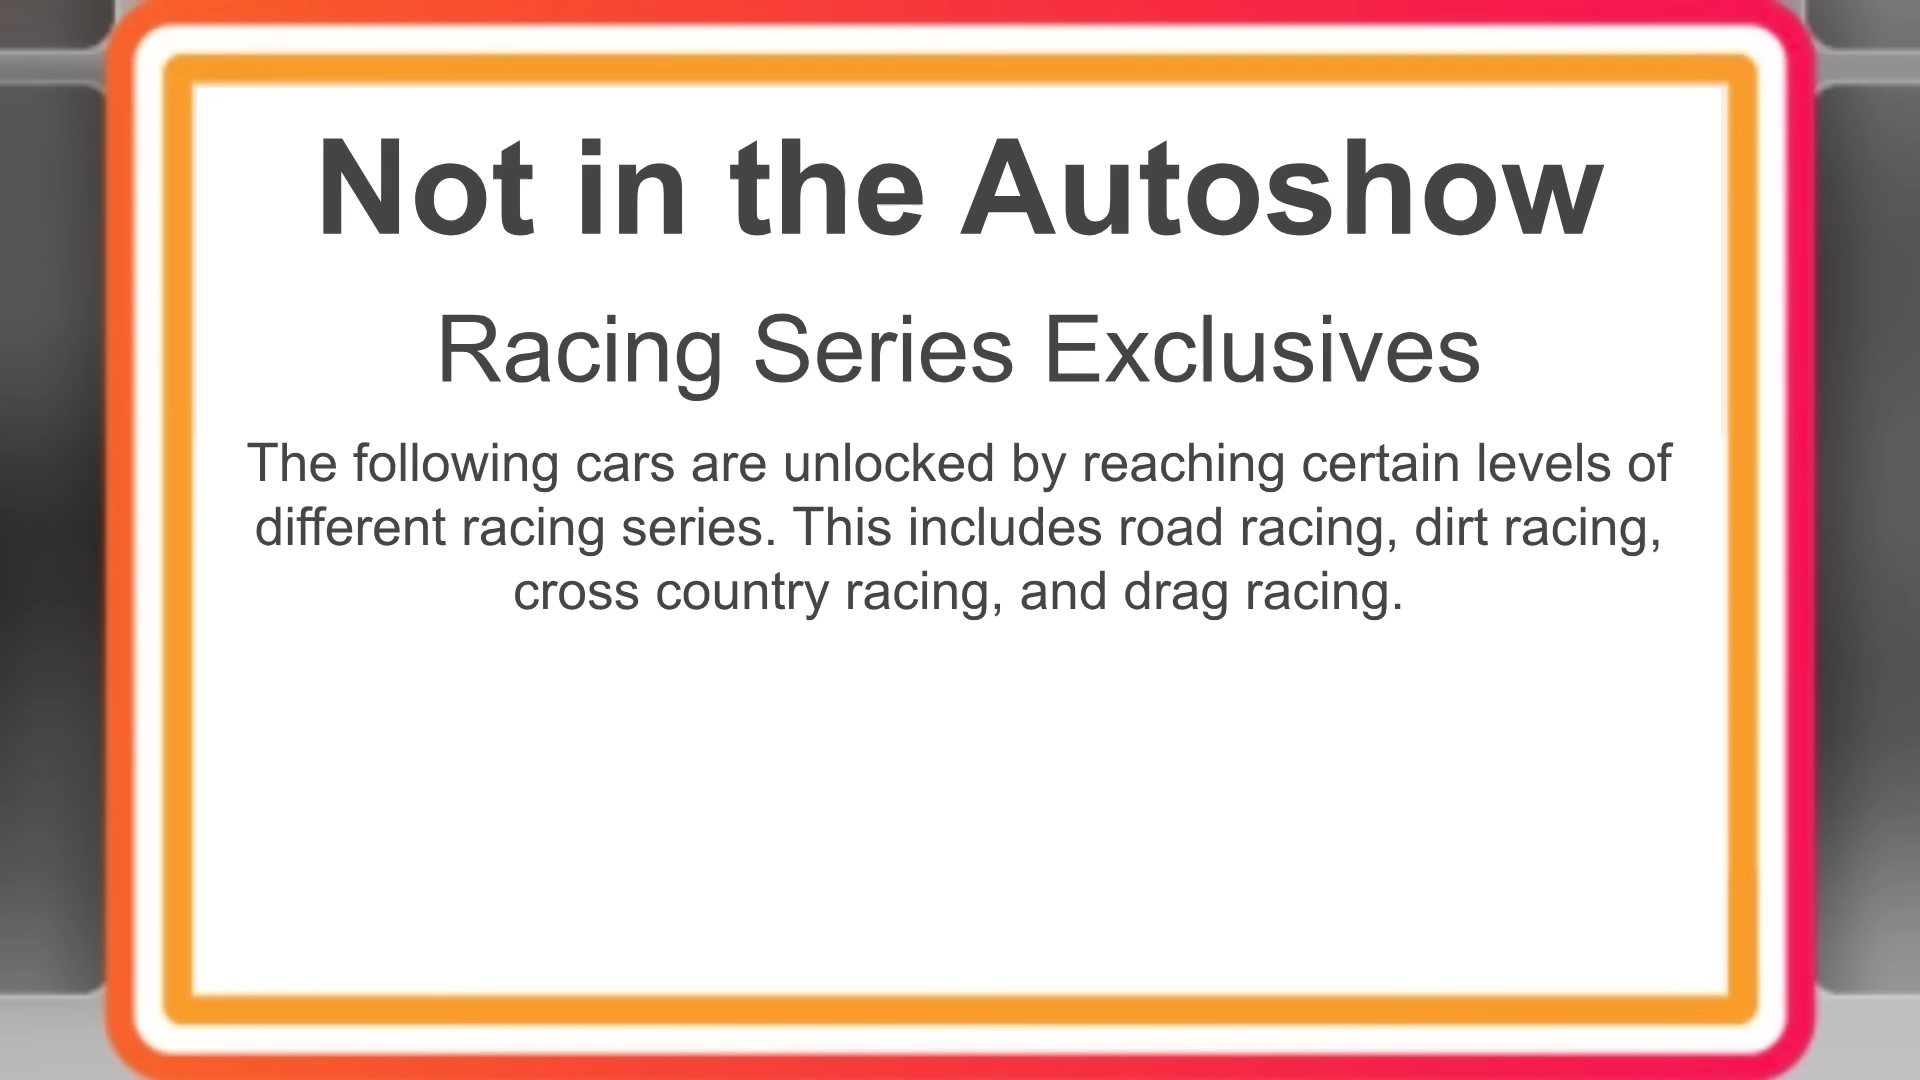 Not in the Autoshow
Racing Series Exclusives
The following cars are unlocked by reaching certain levels of
different racing series. This includes road racing, dirt racing,
cross country racing, and drag racing.